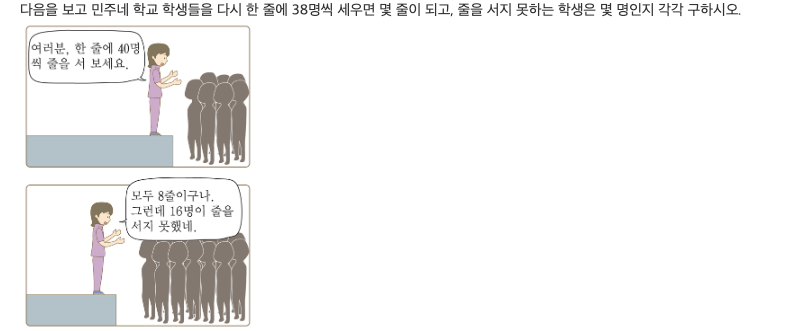 다음을 보고 민주네 학교 학생들을 다시 한 줄에 38명씩 세우면 몇 줄이 되고, 줄을 서지 못하는 학생은 몇 명인지 각각 구하시오.
여러분, 한 줄에 40명
씩 줄을 서 보세요.
모두 8줄이구나.
그런데 16명이 줄을
서지 못했네.